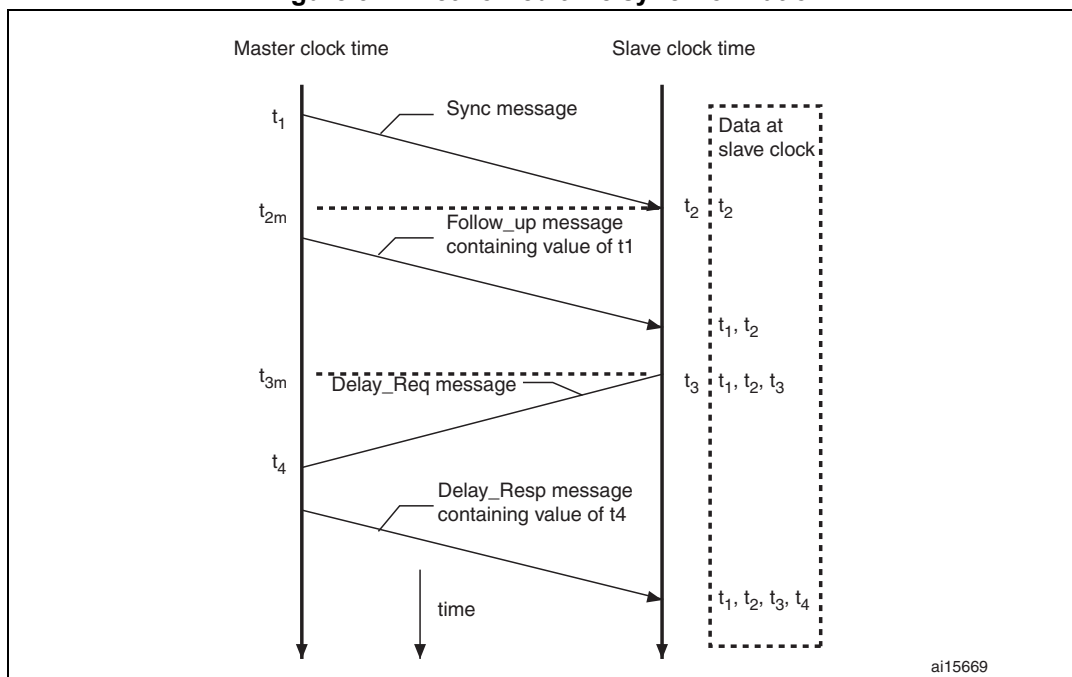 Master clock time
Slave clock time
t1
Sync message
Data at
slave clock
t2m
t2
t2
Follow_up message
containing value of t1
t1, t2
t3m
Delay_Req message
t3
t1, t2, t3
t4
Delay_Resp message
containing value of t4
t1, t2, t3, t4
time
ai15669